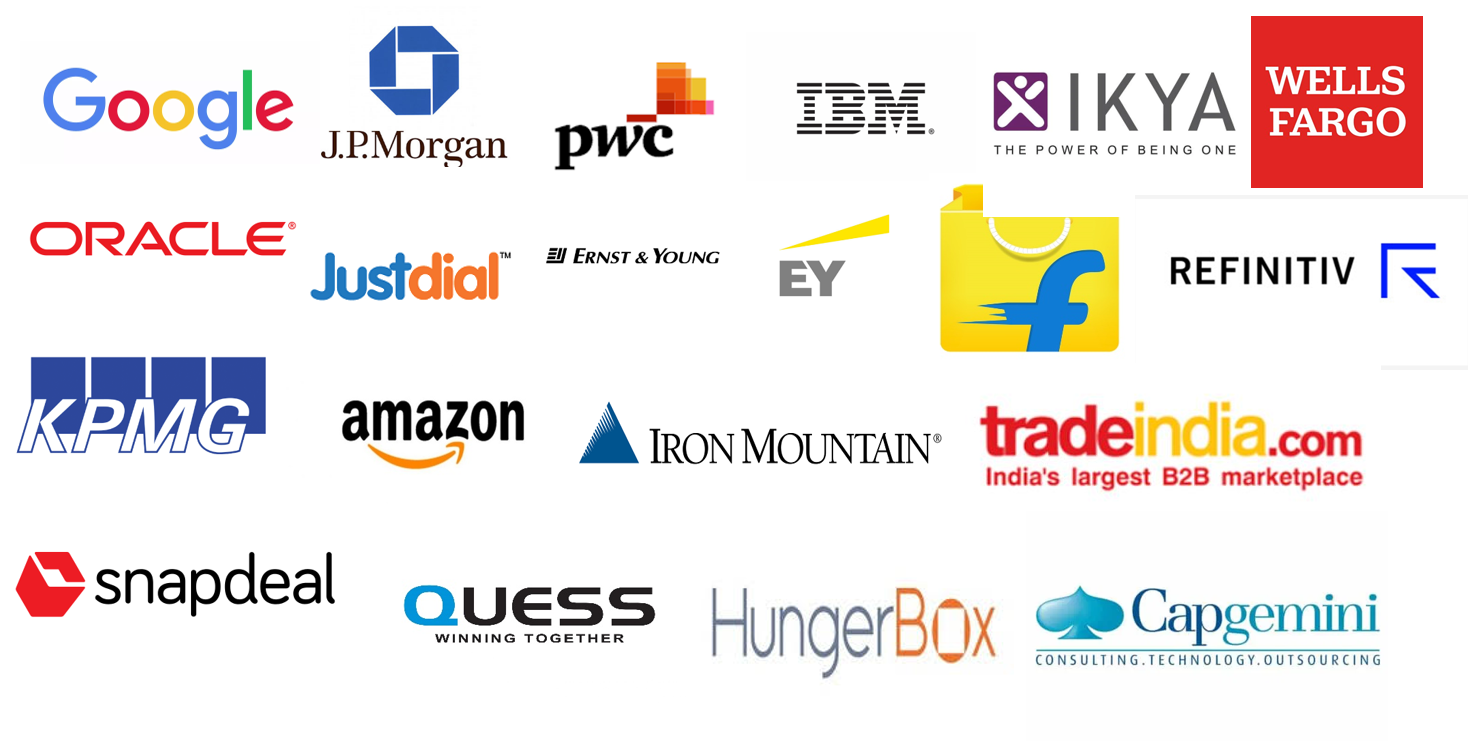 Google
J.P.Morgan
pwc
IBM®
IKYA
THE POWER OF BEING ONE
WELLS
FARGO
ORACLE®
Justdial™
ERNST & YOUNG
EY
f
REFINITIV
KPMG
amazon
IRON MOUNTAIN®
tradeindia.com
India's largest B2B marketplace
snapdeal
QUESS
WINNING TOGETHER
HungerBox
Capgemini
CONSULTING.TECHNOLOGY.OUTSOURCING